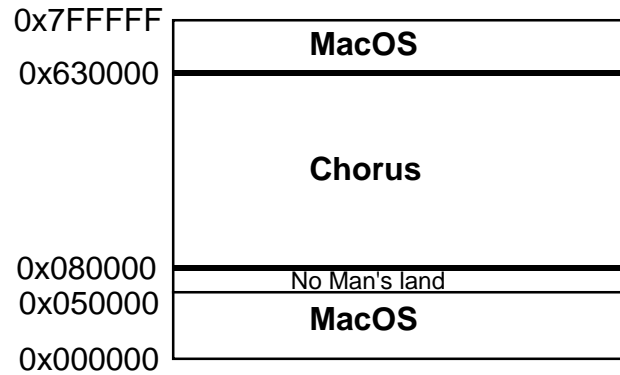 0x7FFFFF
MacOS
0x630000
Chorus
0x080000
No Man's land
0x050000
MacOS
0x000000